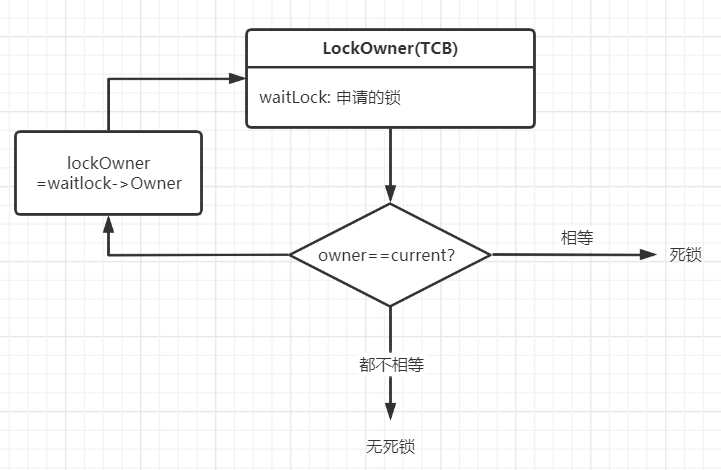 LockOwner(TCB)
waitLock: 申请的锁
lockOwner
=waitlock->Owner
owner==current?
相等
死锁
都不相等
无死锁